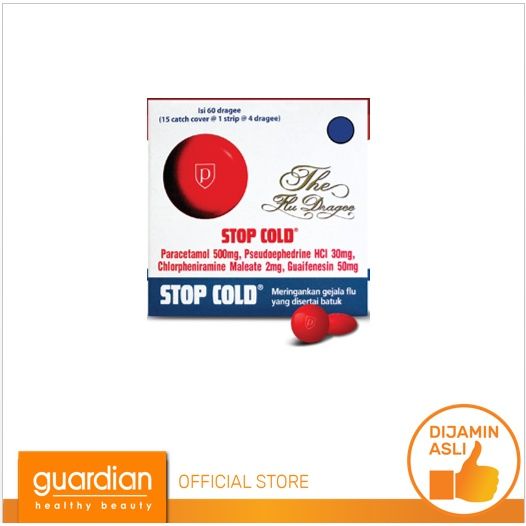 Isi 60 dragee
(15 catch cover @ 1 strip @ 4 dragee)
p
The
Flu Dragee
STOP COLD®
Paracetamol 500mg, Pseudoephedrine HCl 30mg,
Chlorpheniramine Maleate 2mg, Guaifenesin 50mg
STOP COLD®
Meringankan gejala flu
yang disertai batuk
p
DIJAMIN
ASLI
guardian
healthy beauty
OFFICIAL STORE